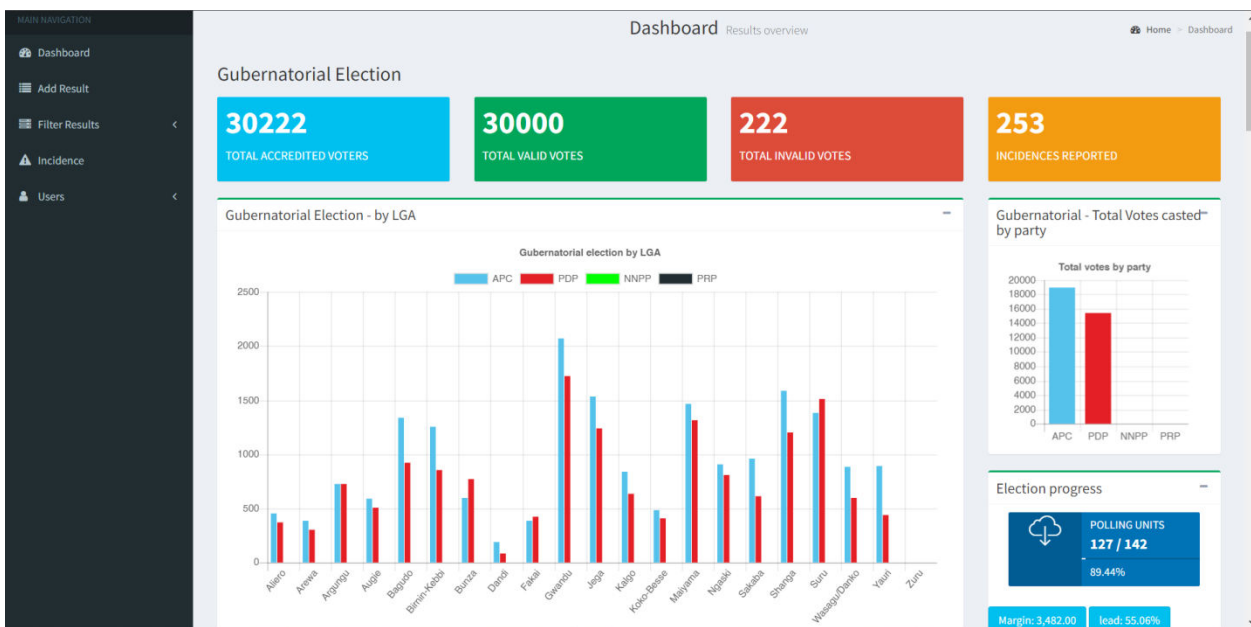 MAIN NAVIGATION
Dashboard
Add Result
Filter Results
Incidence
Users
Dashboard Results overview
Home > Dashboard
Gubernatorial Election
30222
TOTAL ACCREDITED VOTERS
30000
TOTAL VALID VOTES
222
TOTAL INVALID VOTES
253
INCIDENCES REPORTED
Gubernatorial Election - by LGA
Gubernatorial election by LGA
APC PDP NNPP PRP
2500
2000
1500
1000
500
0
Aliero Arewa Argungu Augie Bagudo Birnin-Kebbi Bunza Dandi Fakai Gwandu Jega Kalgo Koko-Besse Maiyama Ngaski Sakaba Shanga Suru Wasagu/Danko Yauri Zuru
Gubernatorial - Total Votes casted
by party
Total votes by party
20000
18000
16000
14000
12000
10000
8000
6000
4000
2000
0
APC PDP NNPP PRP
Election progress
POLLING UNITS
127 / 142
89.44%
Margin: 3,482.00 lead: 55.06%